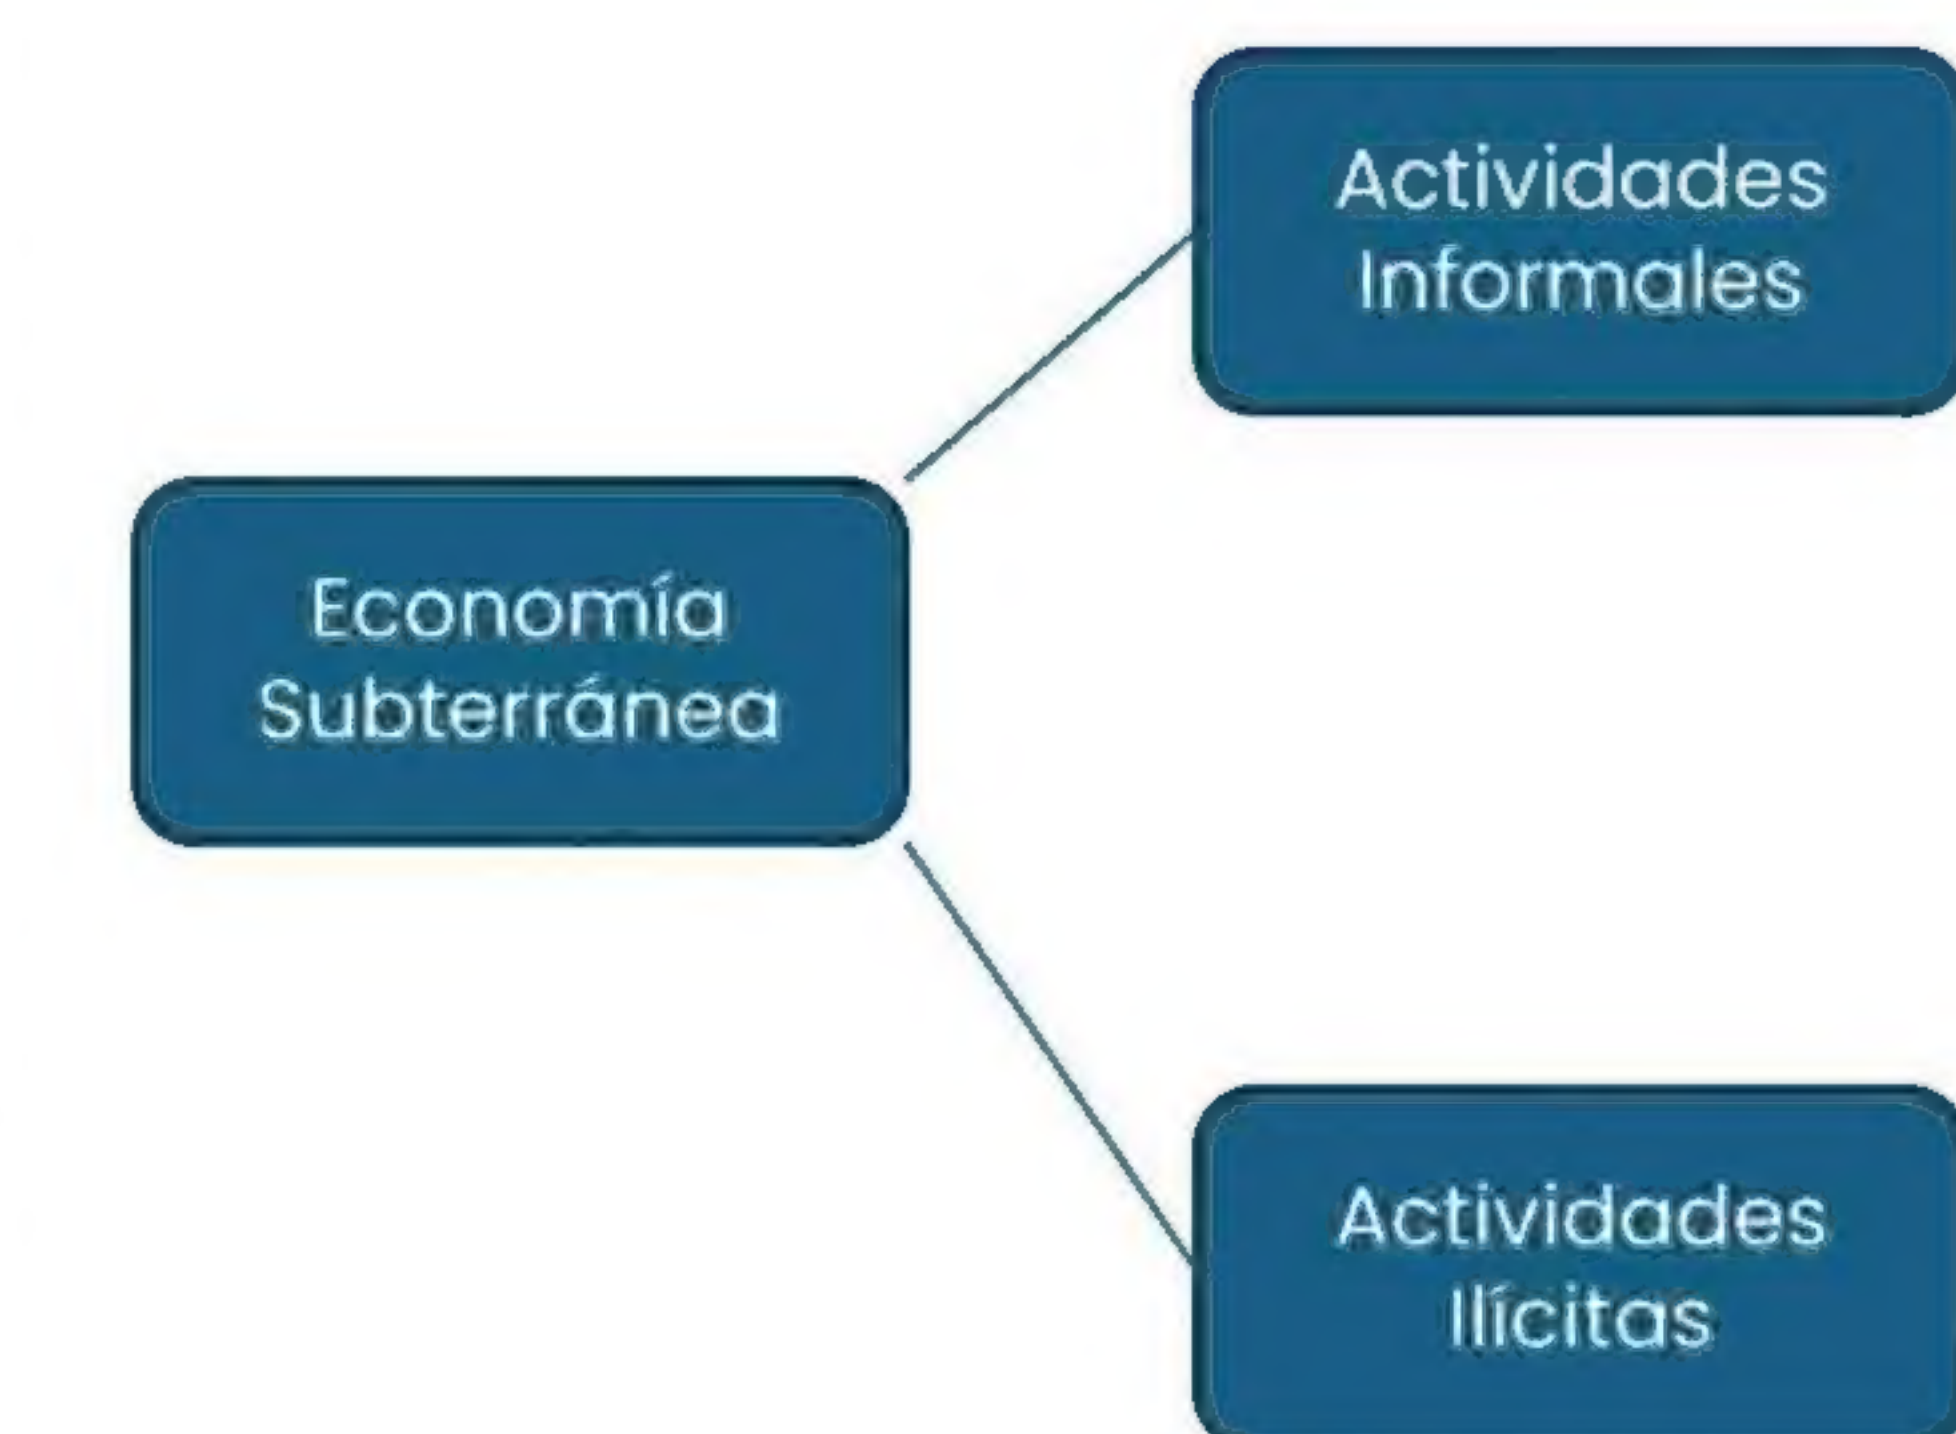 Actividades
Informales
Economía
Subterránea
Actividades
Ilícitas